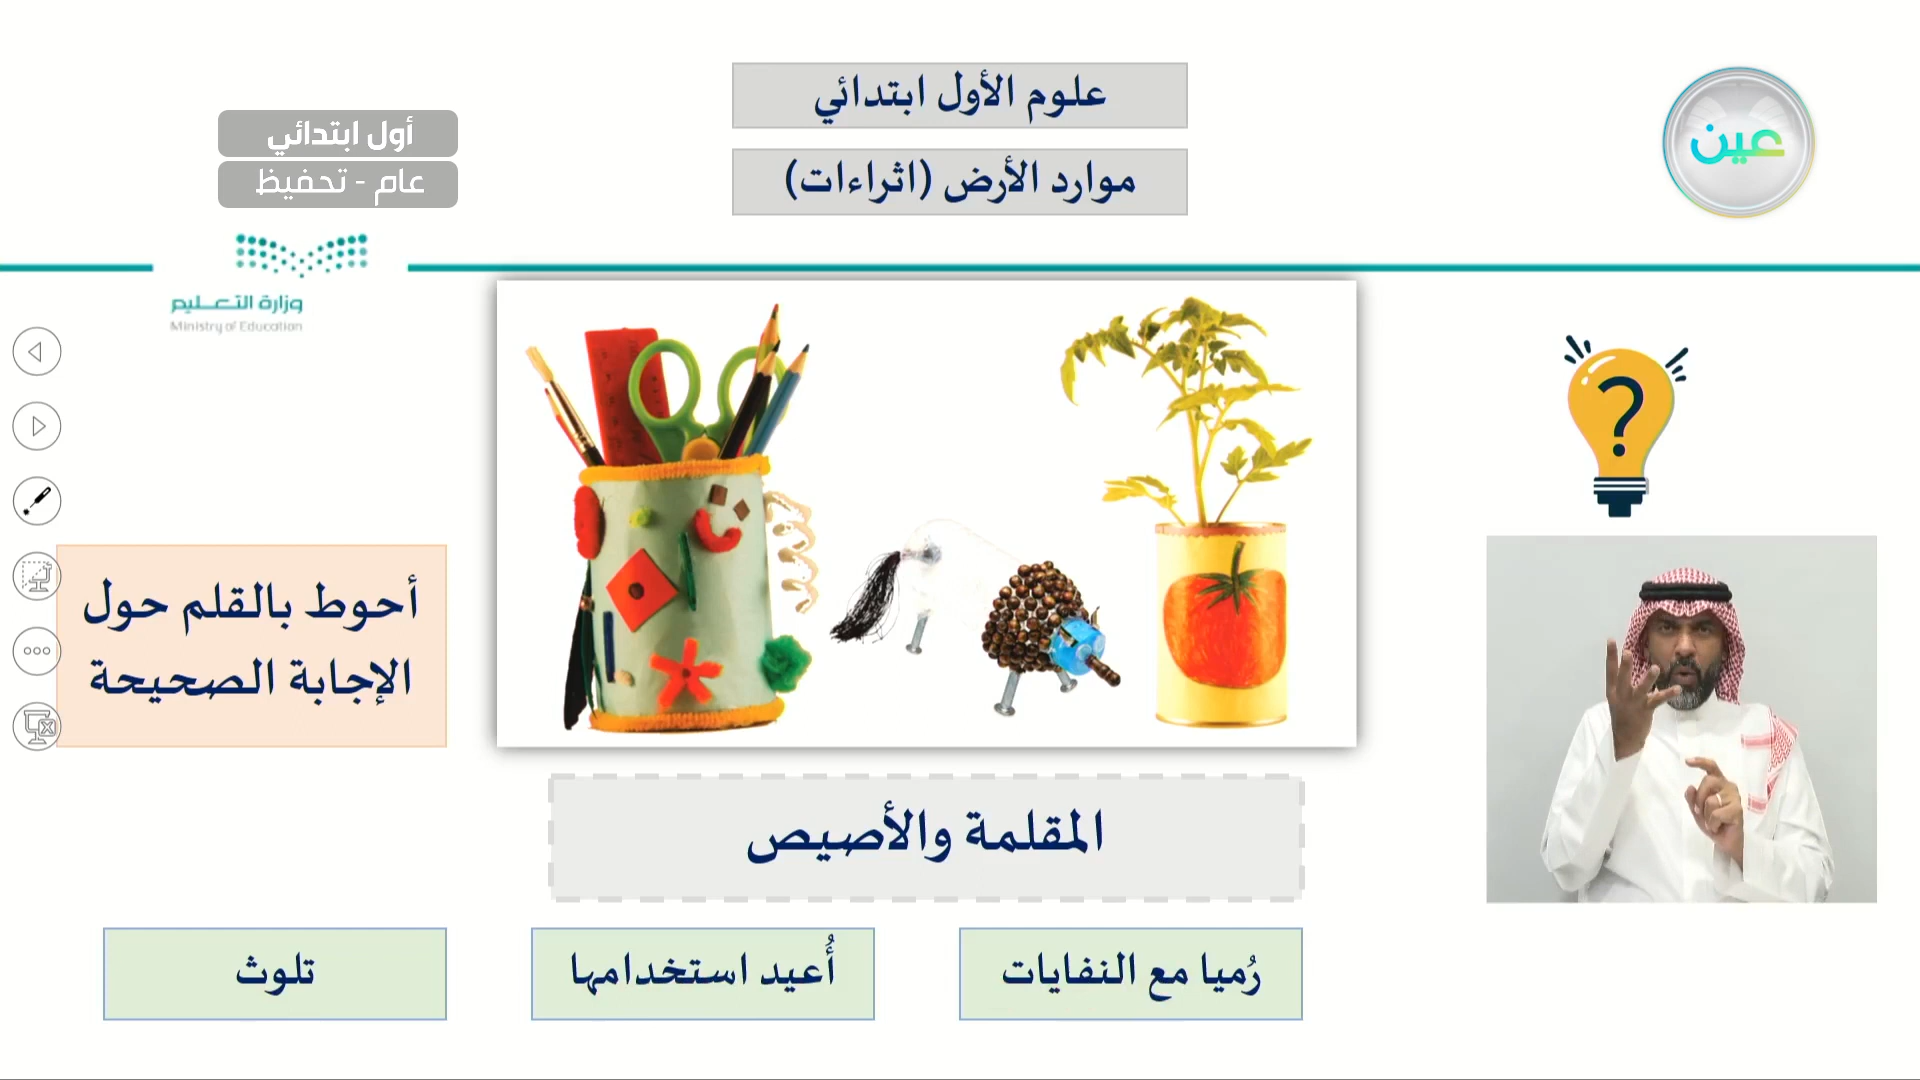 علوم الأول ابتدائي
موارد الأرض (اثراءات)
عين
أول ابتدائي
عام - تحفيظ
وزارة التعليم
Ministry of Education
?
أحوط بالقلم حول
الإجابة الصحيحة
المقلمة والأصيص
رُميا مع النفايات
أُعيد استخدامها
تلوث